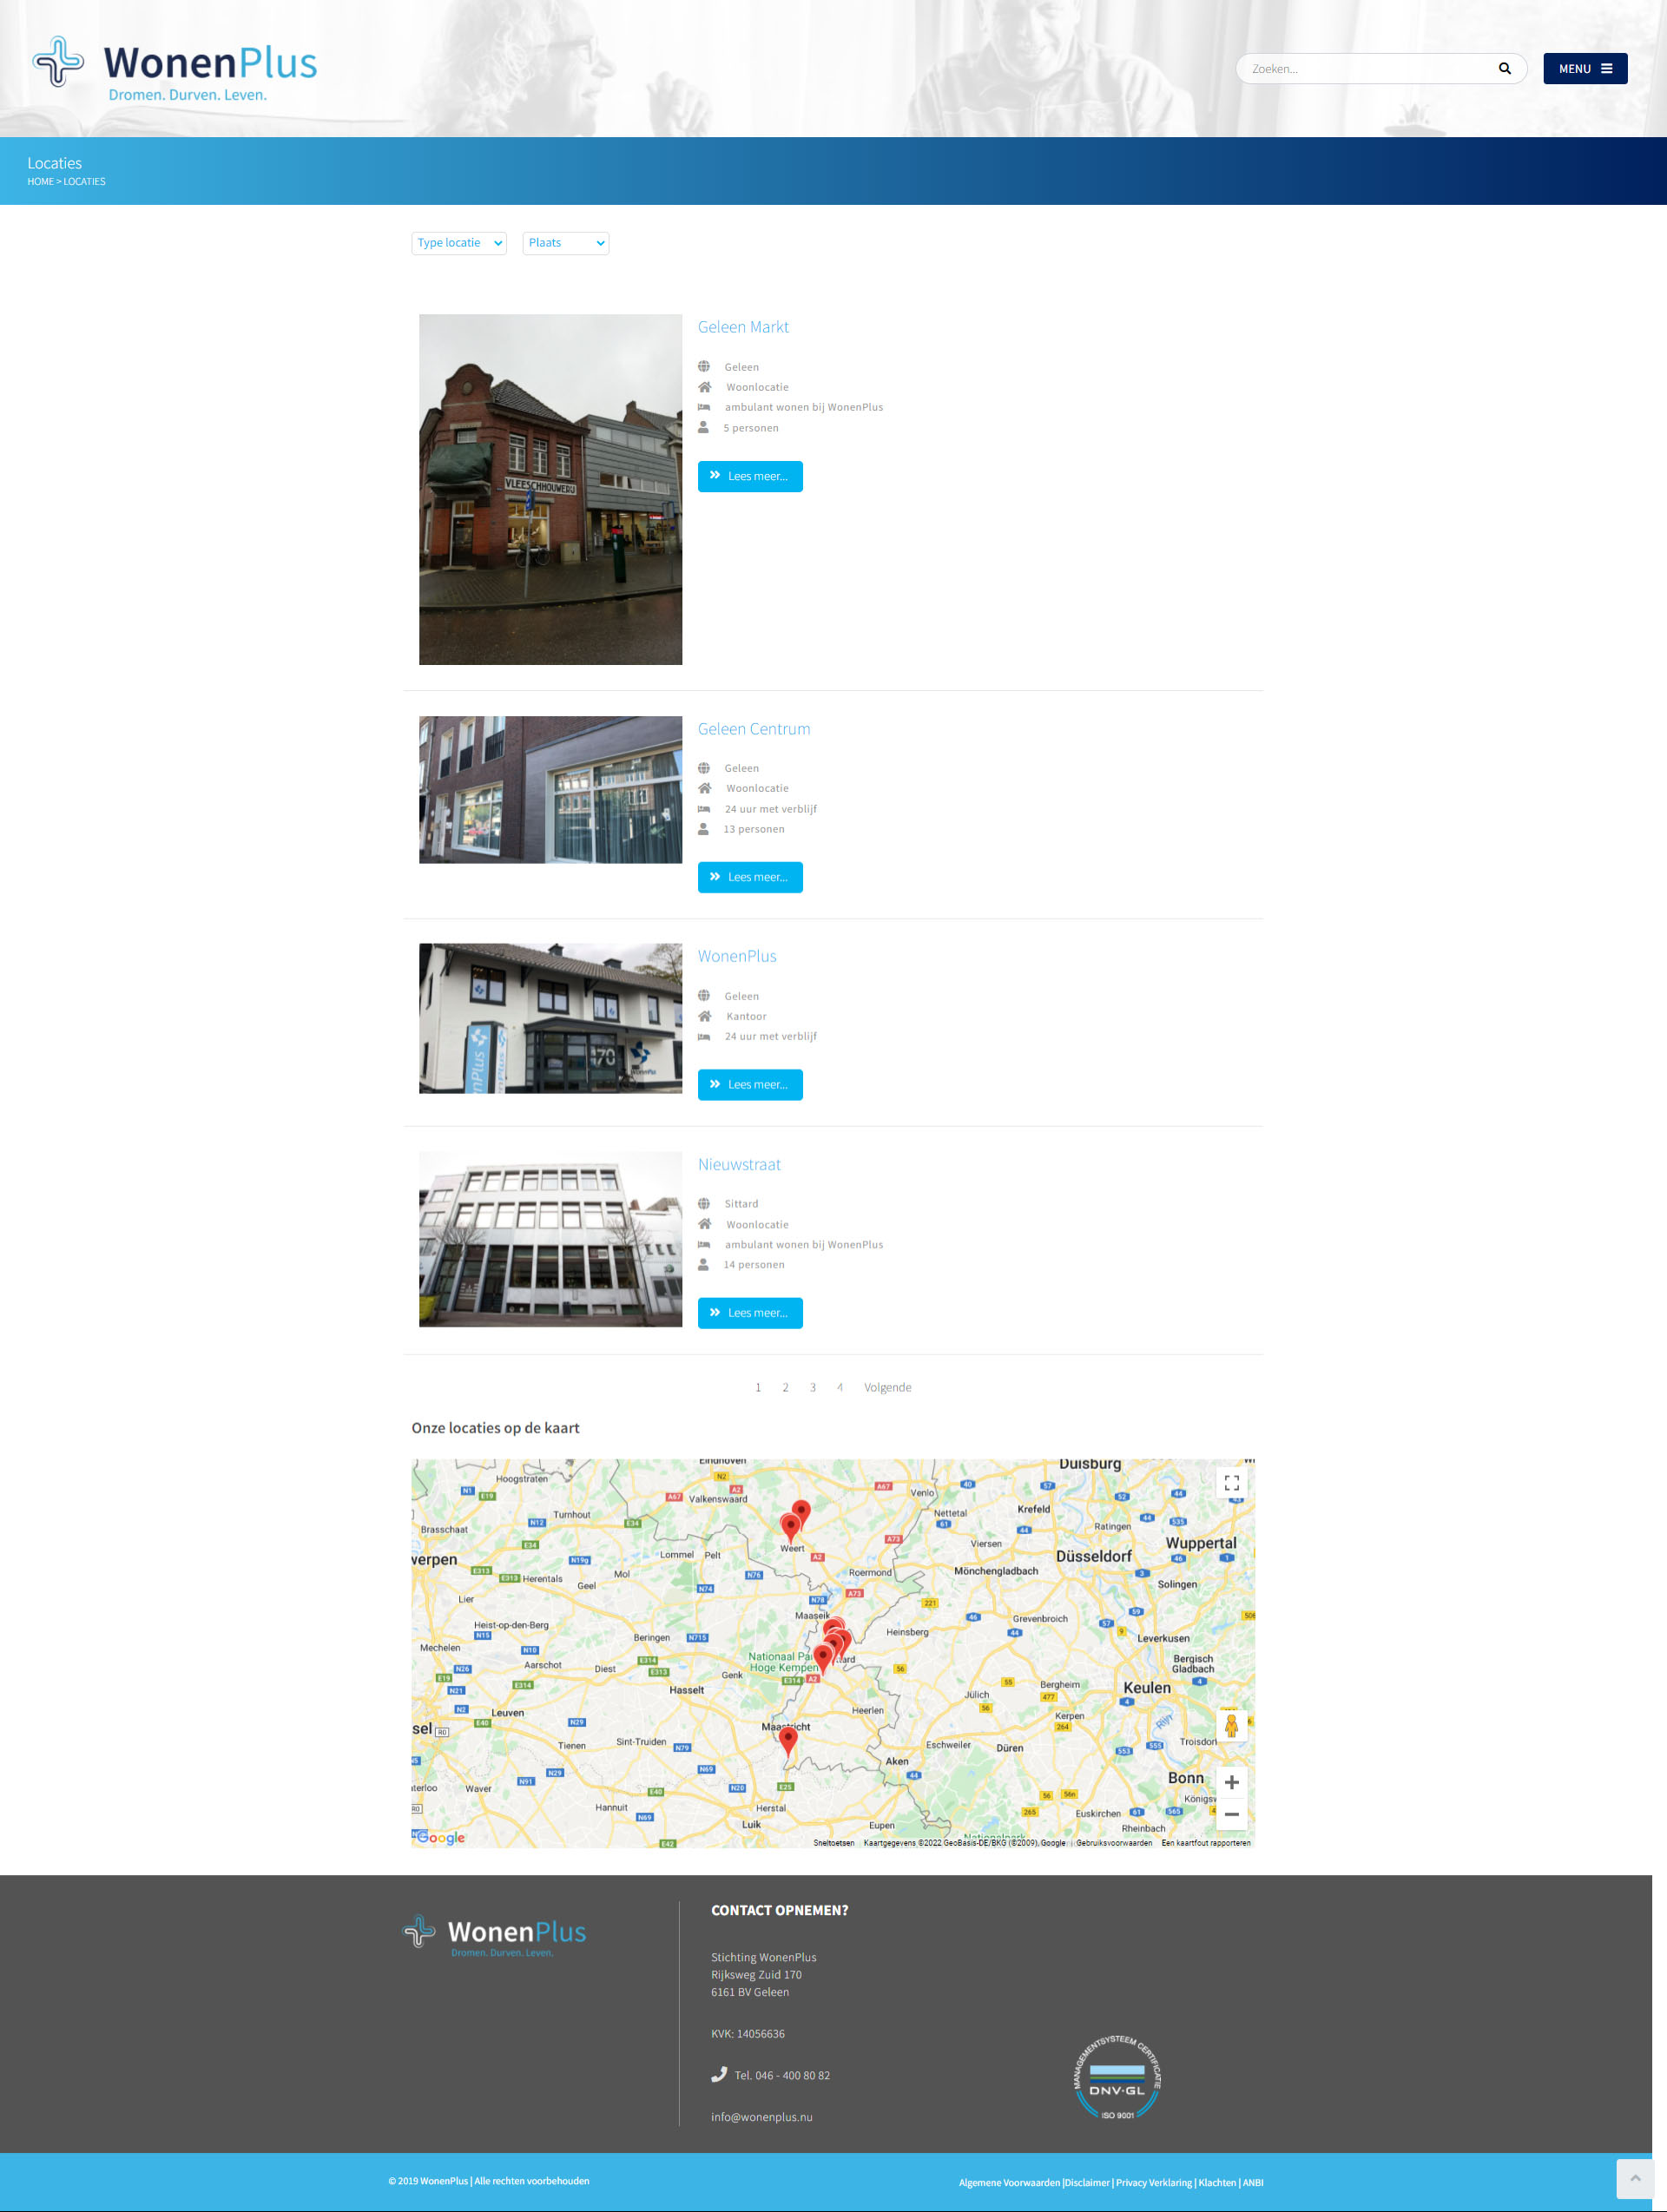 WonenPlus
Dromen. Durven. Leven.
Zoeken...
MENU
Locaties
HOME > LOCATIES
Type locatie
Plaats
Geleen Markt
Geleen
Woonlocatie
ambulant wonen bij WonenPlus
5 personen
Lees meer...
VLEESCHHOUWERIJ
Geleen Centrum
Geleen
Woonlocatie
24 uur met verblijf
13 personen
Lees meer...
WonenPlus
Geleen
Kantoor
24 uur met verblijf
Lees meer...
170
WonenPlus
Nieuwstraat
Sittard
Woonlocatie
ambulant wonen bij WonenPlus
14 personen
Lees meer...
1 2 3 4 Volgende
Onze locaties op de kaart
Eindhoven
Duisburg
Hoogstraten
Valkenswaard
Venlo
Nettetal
Krefeld
Ratingen
Turnhout
Brasschaat
Weert
Viersen
Wuppertal
Düsseldorf
Lommel
Pelt
Mol
Herentals
Geel
Roermond
Mönchengladbach
Solingen
Lier
Maaseik
Heist-op-den-Berg
Beringen
Heinsberg
Grevenbroich
Leverkusen
Mechelen
Aarschot
Diest
Genk
Hoge Kempen
Bergisch
Gladbach
Hasselt
Jülich
Bergheim
Keulen
Leuven
Heerlen
Kerpen
Rijn
Tienen
Sint-Truiden
Maastricht
Eschweiler
Düren
Troisdorf
Aken
Waver
Bonn
Hannuit
Herstal
Luik
Eupen
Euskirchen
Rheinbach
Google
Sneltoetsen
Kaartgegevens ©2022 GeoBasis-DE/BKG (©2009), Google
Gebruiksvoorwaarden
Een kaartfout rapporteren
WonenPlus
Dromen. Durven. Leven.
CONTACT OPNEMEN?
Stichting WonenPlus
Rijksweg Zuid 170
6161 BV Geleen
KVK: 14056636
Tel. 046 - 400 80 82
info@wonenplus.nu
MANAGEMENTSYSTEEM CERTIFICATIE
DNV·GL
ISO 9001
© 2019 WonenPlus | Alle rechten voorbehouden
Algemene Voorwaarden |Disclaimer | Privacy Verklaring | Klachten | ANBI